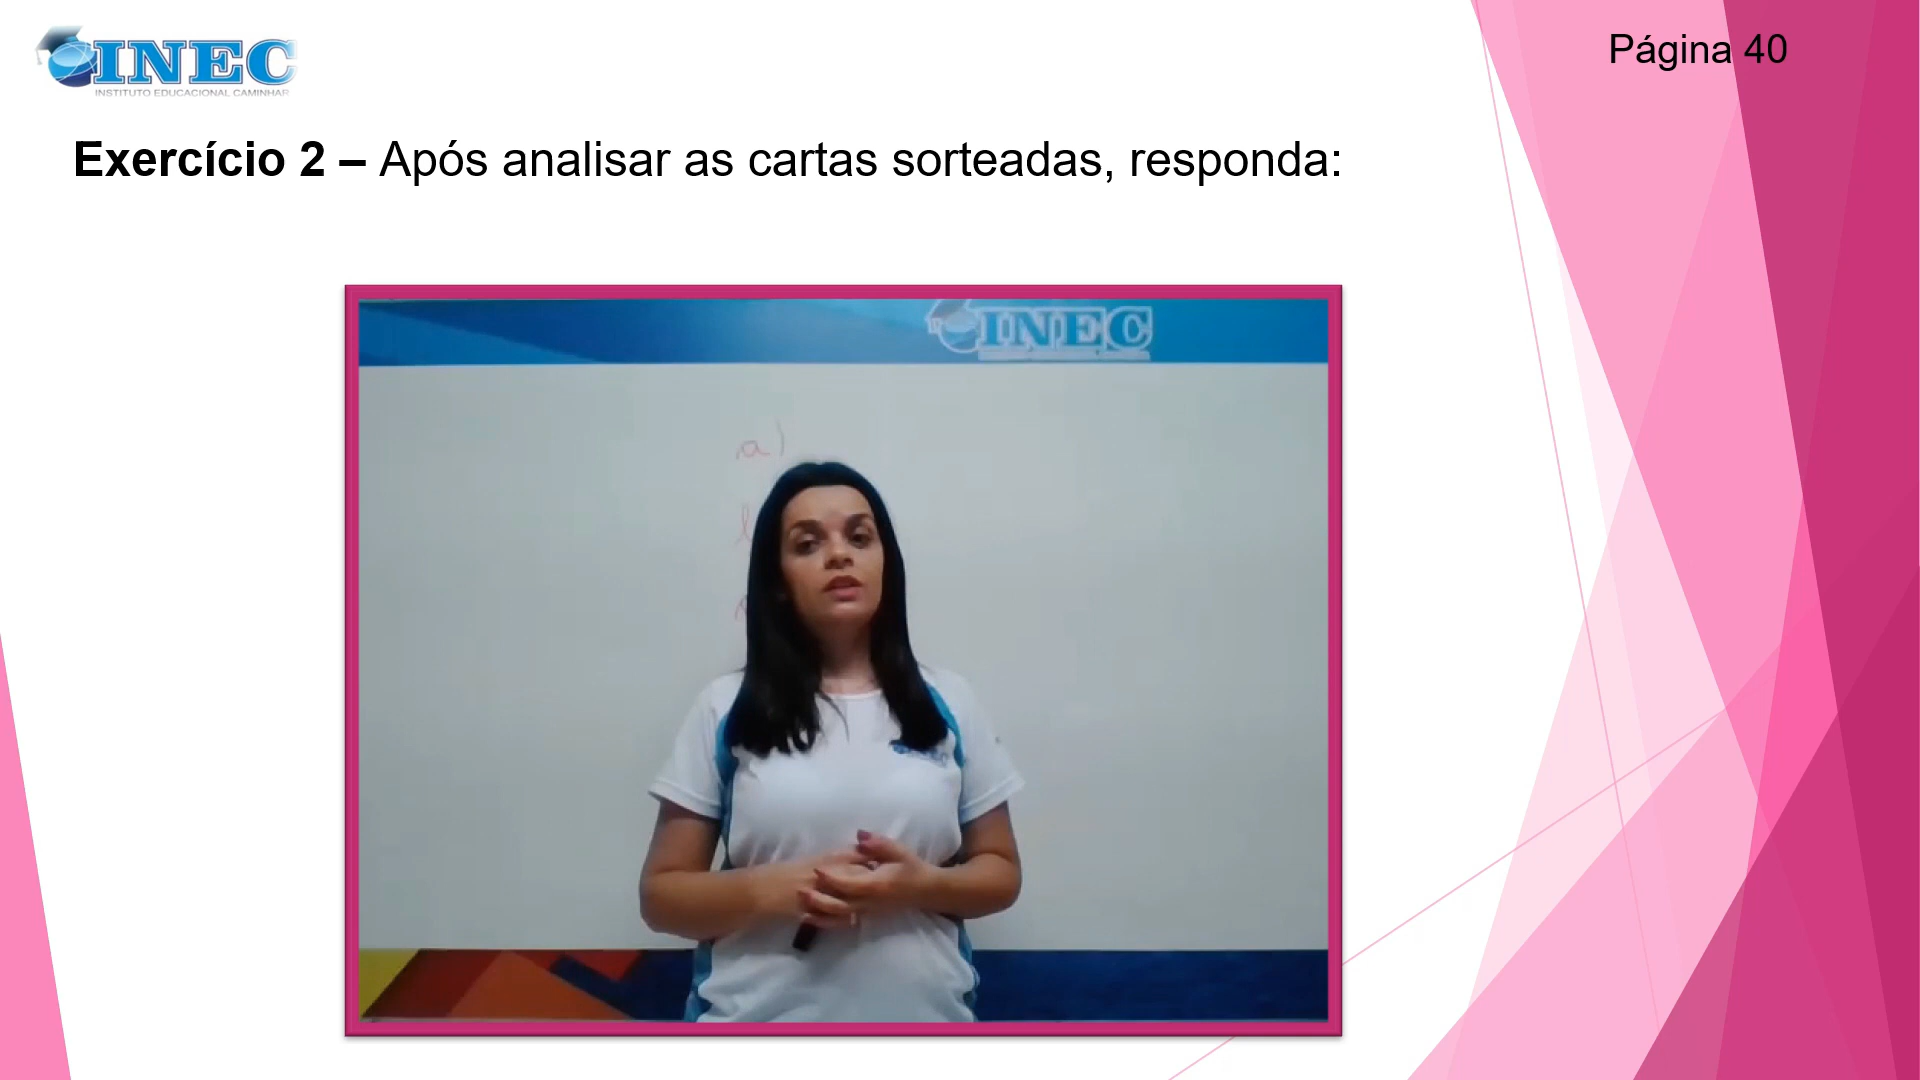 INEC
INSTITUTO EDUCACIONAL CAMINHAR
Página 40
Exercício 2 – Após analisar as cartas sorteadas, responda:
INEC
a)